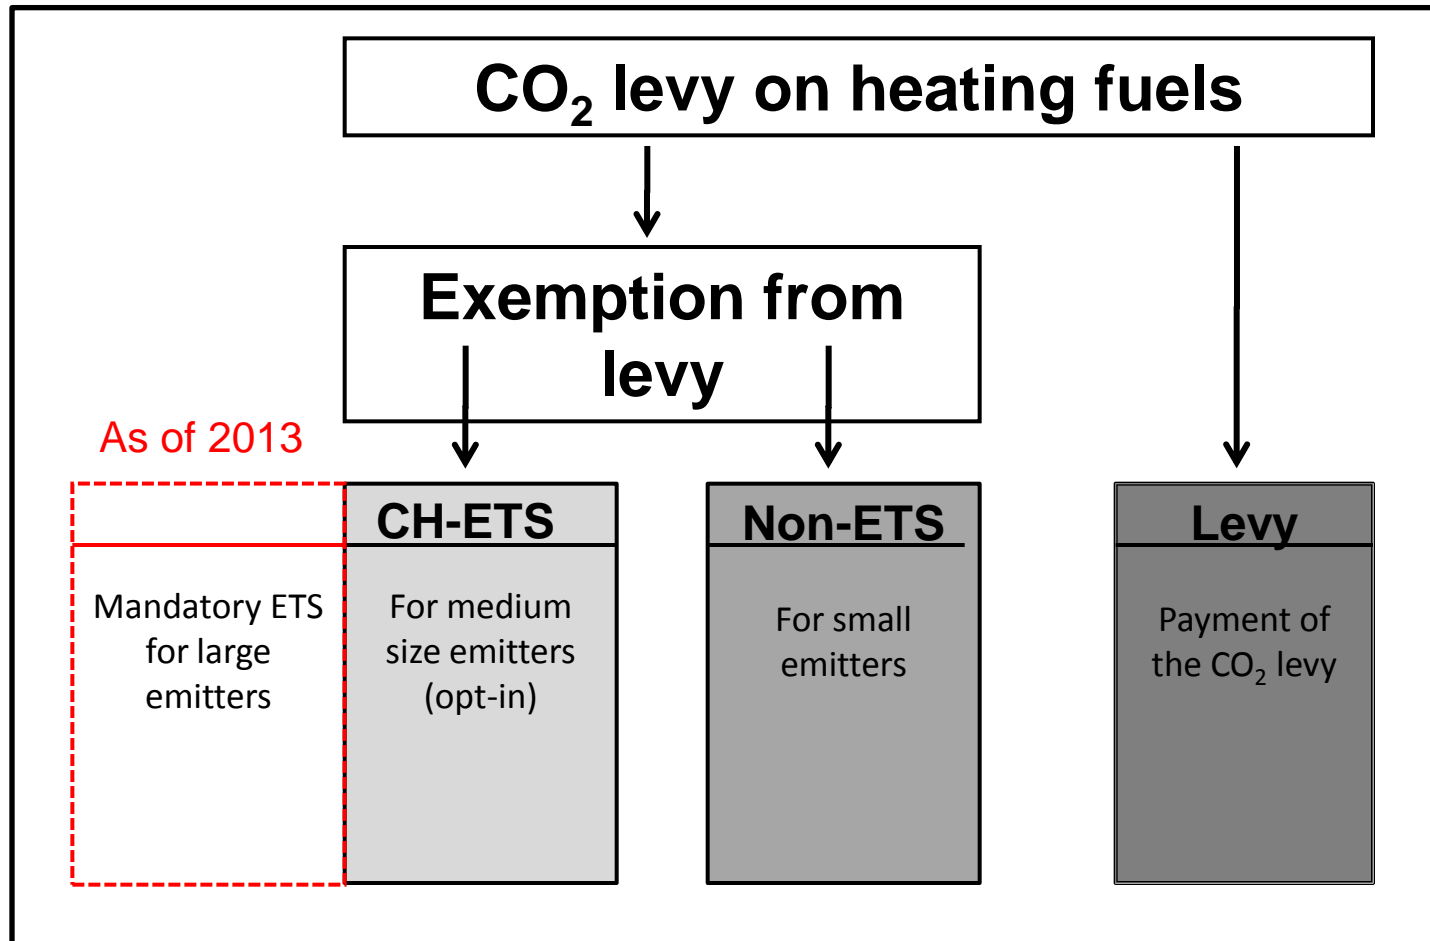 CO₂ levy on heating fuels
Exemption from
levy
As of 2013
CH-ETS
Non-ETS
Levy
Mandatory ETS
for large
emitters
For medium
size emitters
(opt-in)
For small
emitters
Payment of
the CO₂ levy